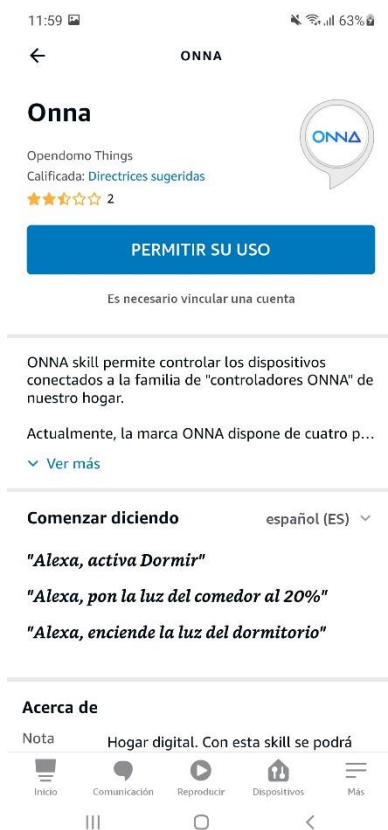 11:59 63%
ONNA
Onna
ONNA
Opendomo Things
Calificada: Directrices sugeridas
2
PERMITIR SU USO
Es necesario vincular una cuenta
ONNA skill permite controlar los dispositivos
conectados a la familia de "controladores ONNA" de
nuestro hogar.
Actualmente, la marca ONNA dispone de cuatro p...
Ver más
Comenzar diciendo español (ES)
"Alexa, activa Dormir"
"Alexa, pon la luz del comedor al 20%"
"Alexa, enciende la luz del dormitorio"
Acerca de
Nota Hogar digital. Con esta skill se podrá
Inicio Comunicación Reproducir Dispositivos Más